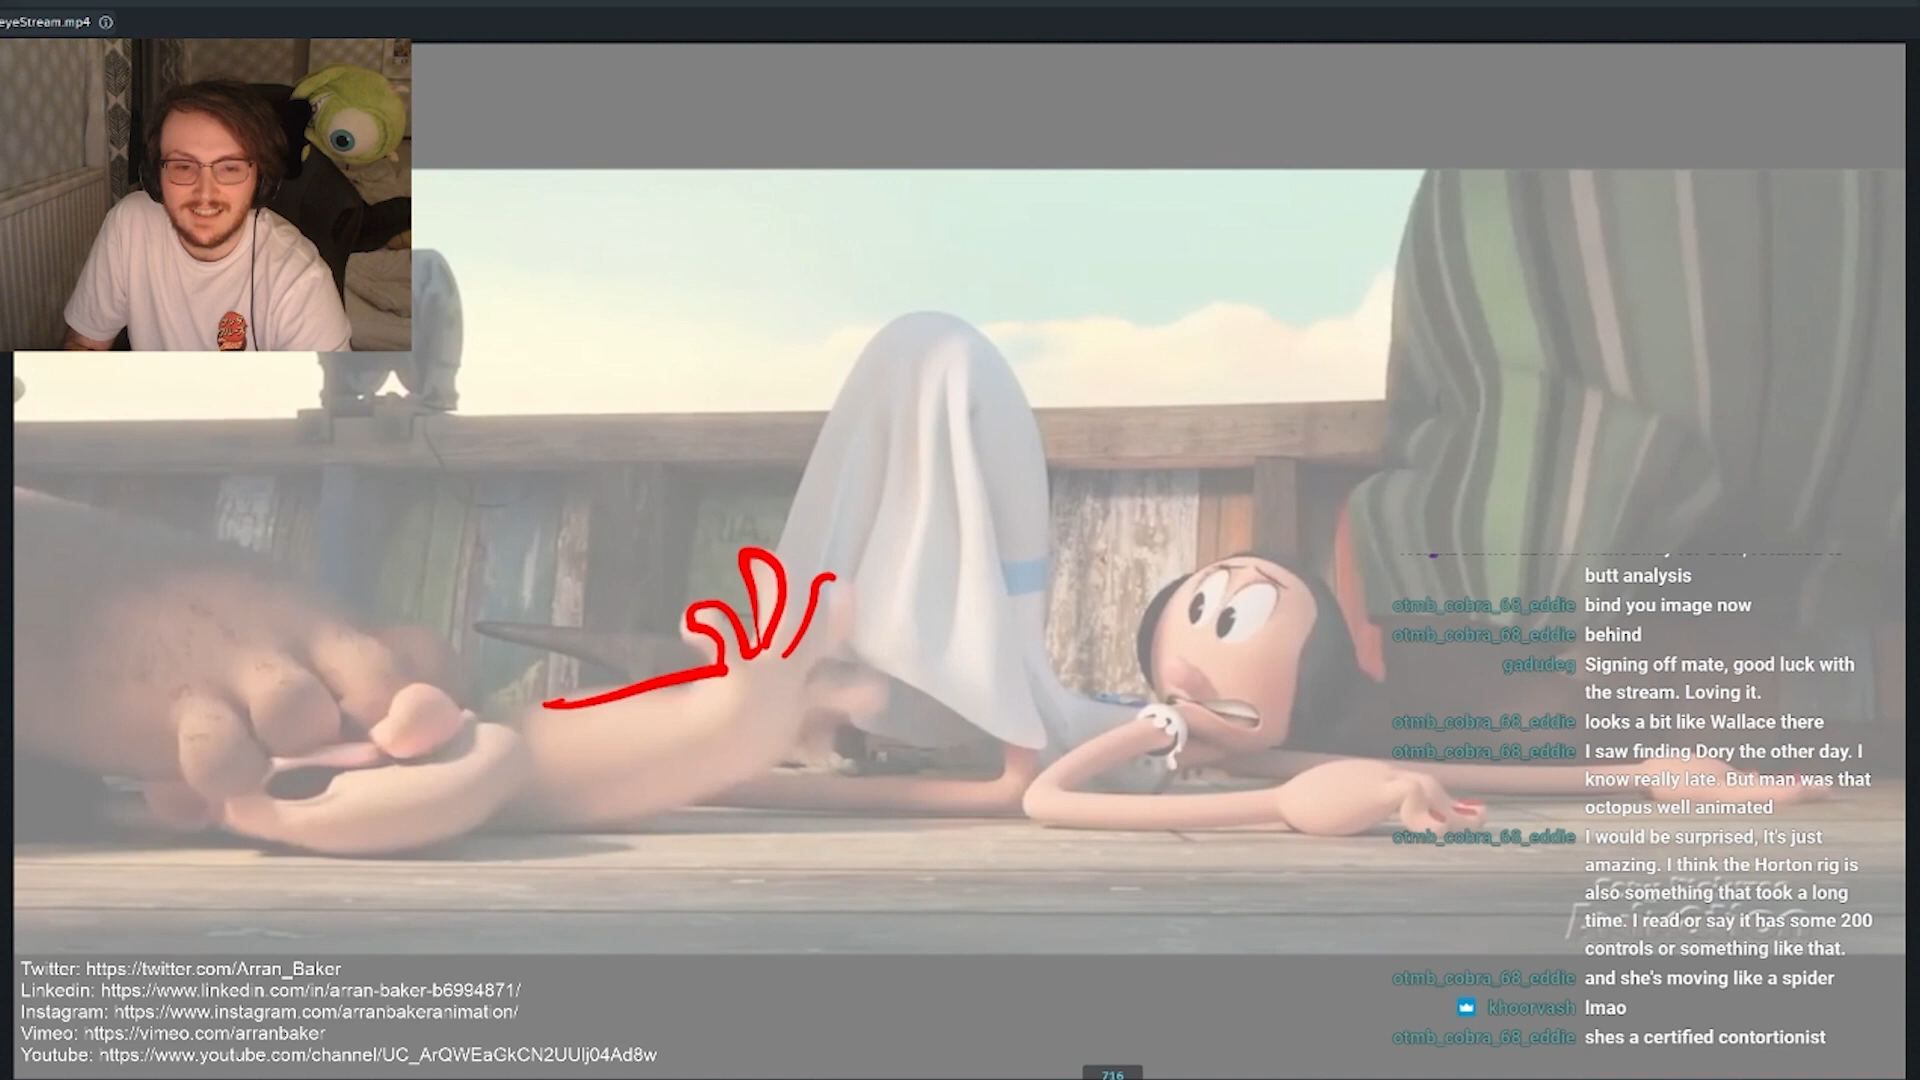 eyeStream.mp4
butt analysis
otmb_cobra_68_eddie bind you image now
otmb_cobra_68_eddie behind
gadudeg Signing off mate, good luck with
the stream. Loving it.
otmb_cobra_68_eddie looks a bit like Wallace there
otmb_cobra_68_eddie I saw finding Dory the other day. I
know really late. But man was that
octopus well animated
otmb_cobra_68_eddie I would be surprised, It's just
amazing. I think the Horton rig is
also something that took a long
time. I read or say it has some 200
controls or something like that.
otmb_cobra_68_eddie and she's moving like a spider
khoorvash lmao
otmb_cobra_68_eddie shes a certified contortionist
Twitter: https://twitter.com/Arran_Baker
Linkedin: https://www.linkedin.com/in/arran-baker-b6994871/
Instagram: https://www.instagram.com/arranbakeranimation/
Vimeo: https://vimeo.com/arranbaker
Youtube: https://www.youtube.com/channel/UC_ArQWEaGkCN2UUlj04Ad8w
716